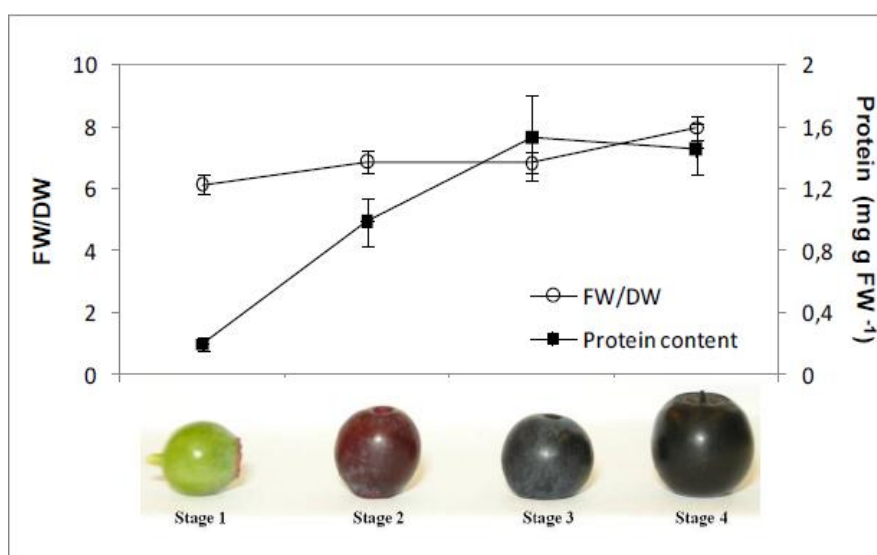 10
8
6
4
2
0
FW/DW
2
1,6
1,2
0,8
0,4
0
Protein (mg g FW -1)
FW/DW
Protein content
Stage 1
Stage 2
Stage 3
Stage 4